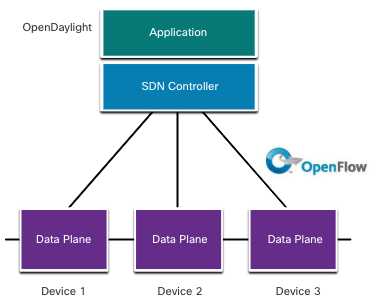 OpenDaylight
Application
SDN Controller
OpenFlow
Data Plane
Data Plane
Data Plane
Device 1
Device 2
Device 3